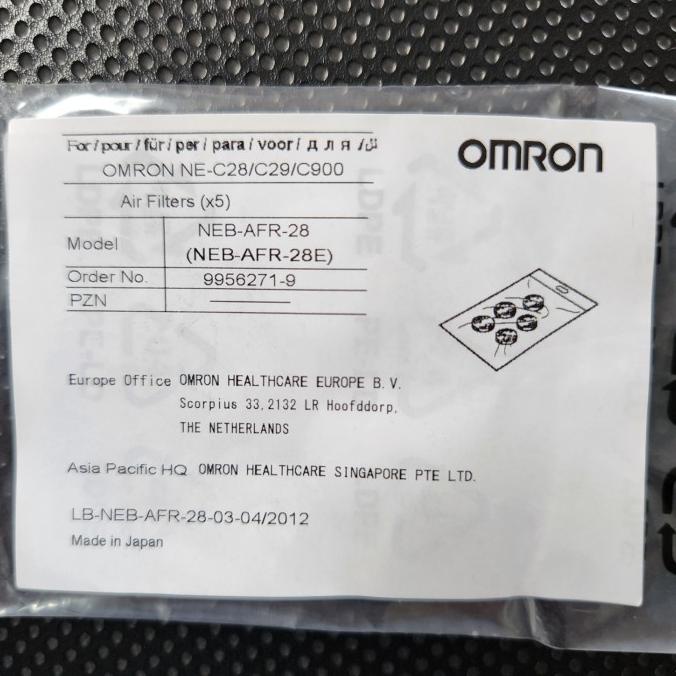 For / pour / für / per / para / voor / для / لـ
OMRON
OMRON NE-C28/C29/C900
Air Filters (x5)
Model NEB-AFR-28
(NEB-AFR-28E)
Order No. 9956271-9
PZN
Europe Office OMRON HEALTHCARE EUROPE B.V.
Scorpius 33, 2132 LR Hoofddorp,
THE NETHERLANDS
Asia Pacific HQ OMRON HEALTHCARE SINGAPORE PTE LTD.
LB-NEB-AFR-28-03-04/2012
Made in Japan
LDPE
LDPE